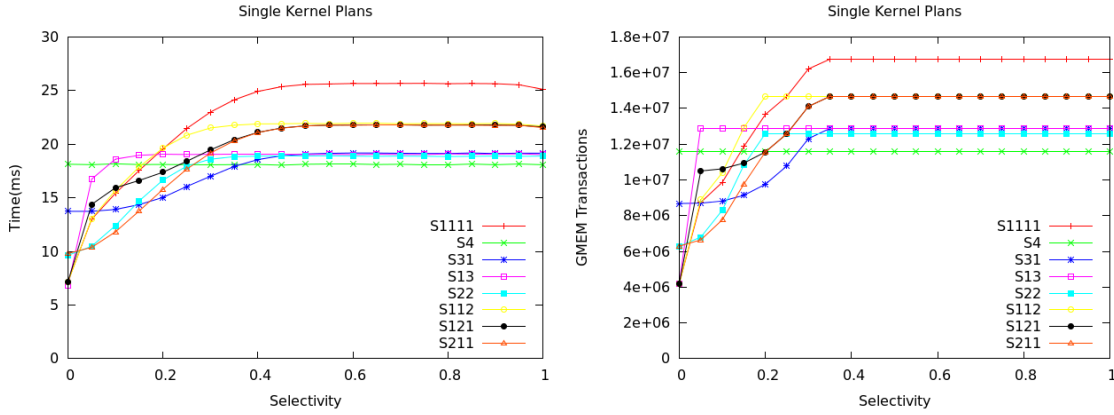 Single Kernel Plans
30
25
20
15
10
5
0
Time(ms)
0 0.2 0.4 0.6 0.8 1
Selectivity
S1111
S4
S31
S13
S22
S112
S121
S211
Single Kernel Plans
1.8e+07
1.6e+07
1.4e+07
1.2e+07
1e+07
8e+06
6e+06
4e+06
2e+06
0
GMEM Transactions
0 0.2 0.4 0.6 0.8 1
Selectivity
S1111
S4
S31
S13
S22
S112
S121
S211